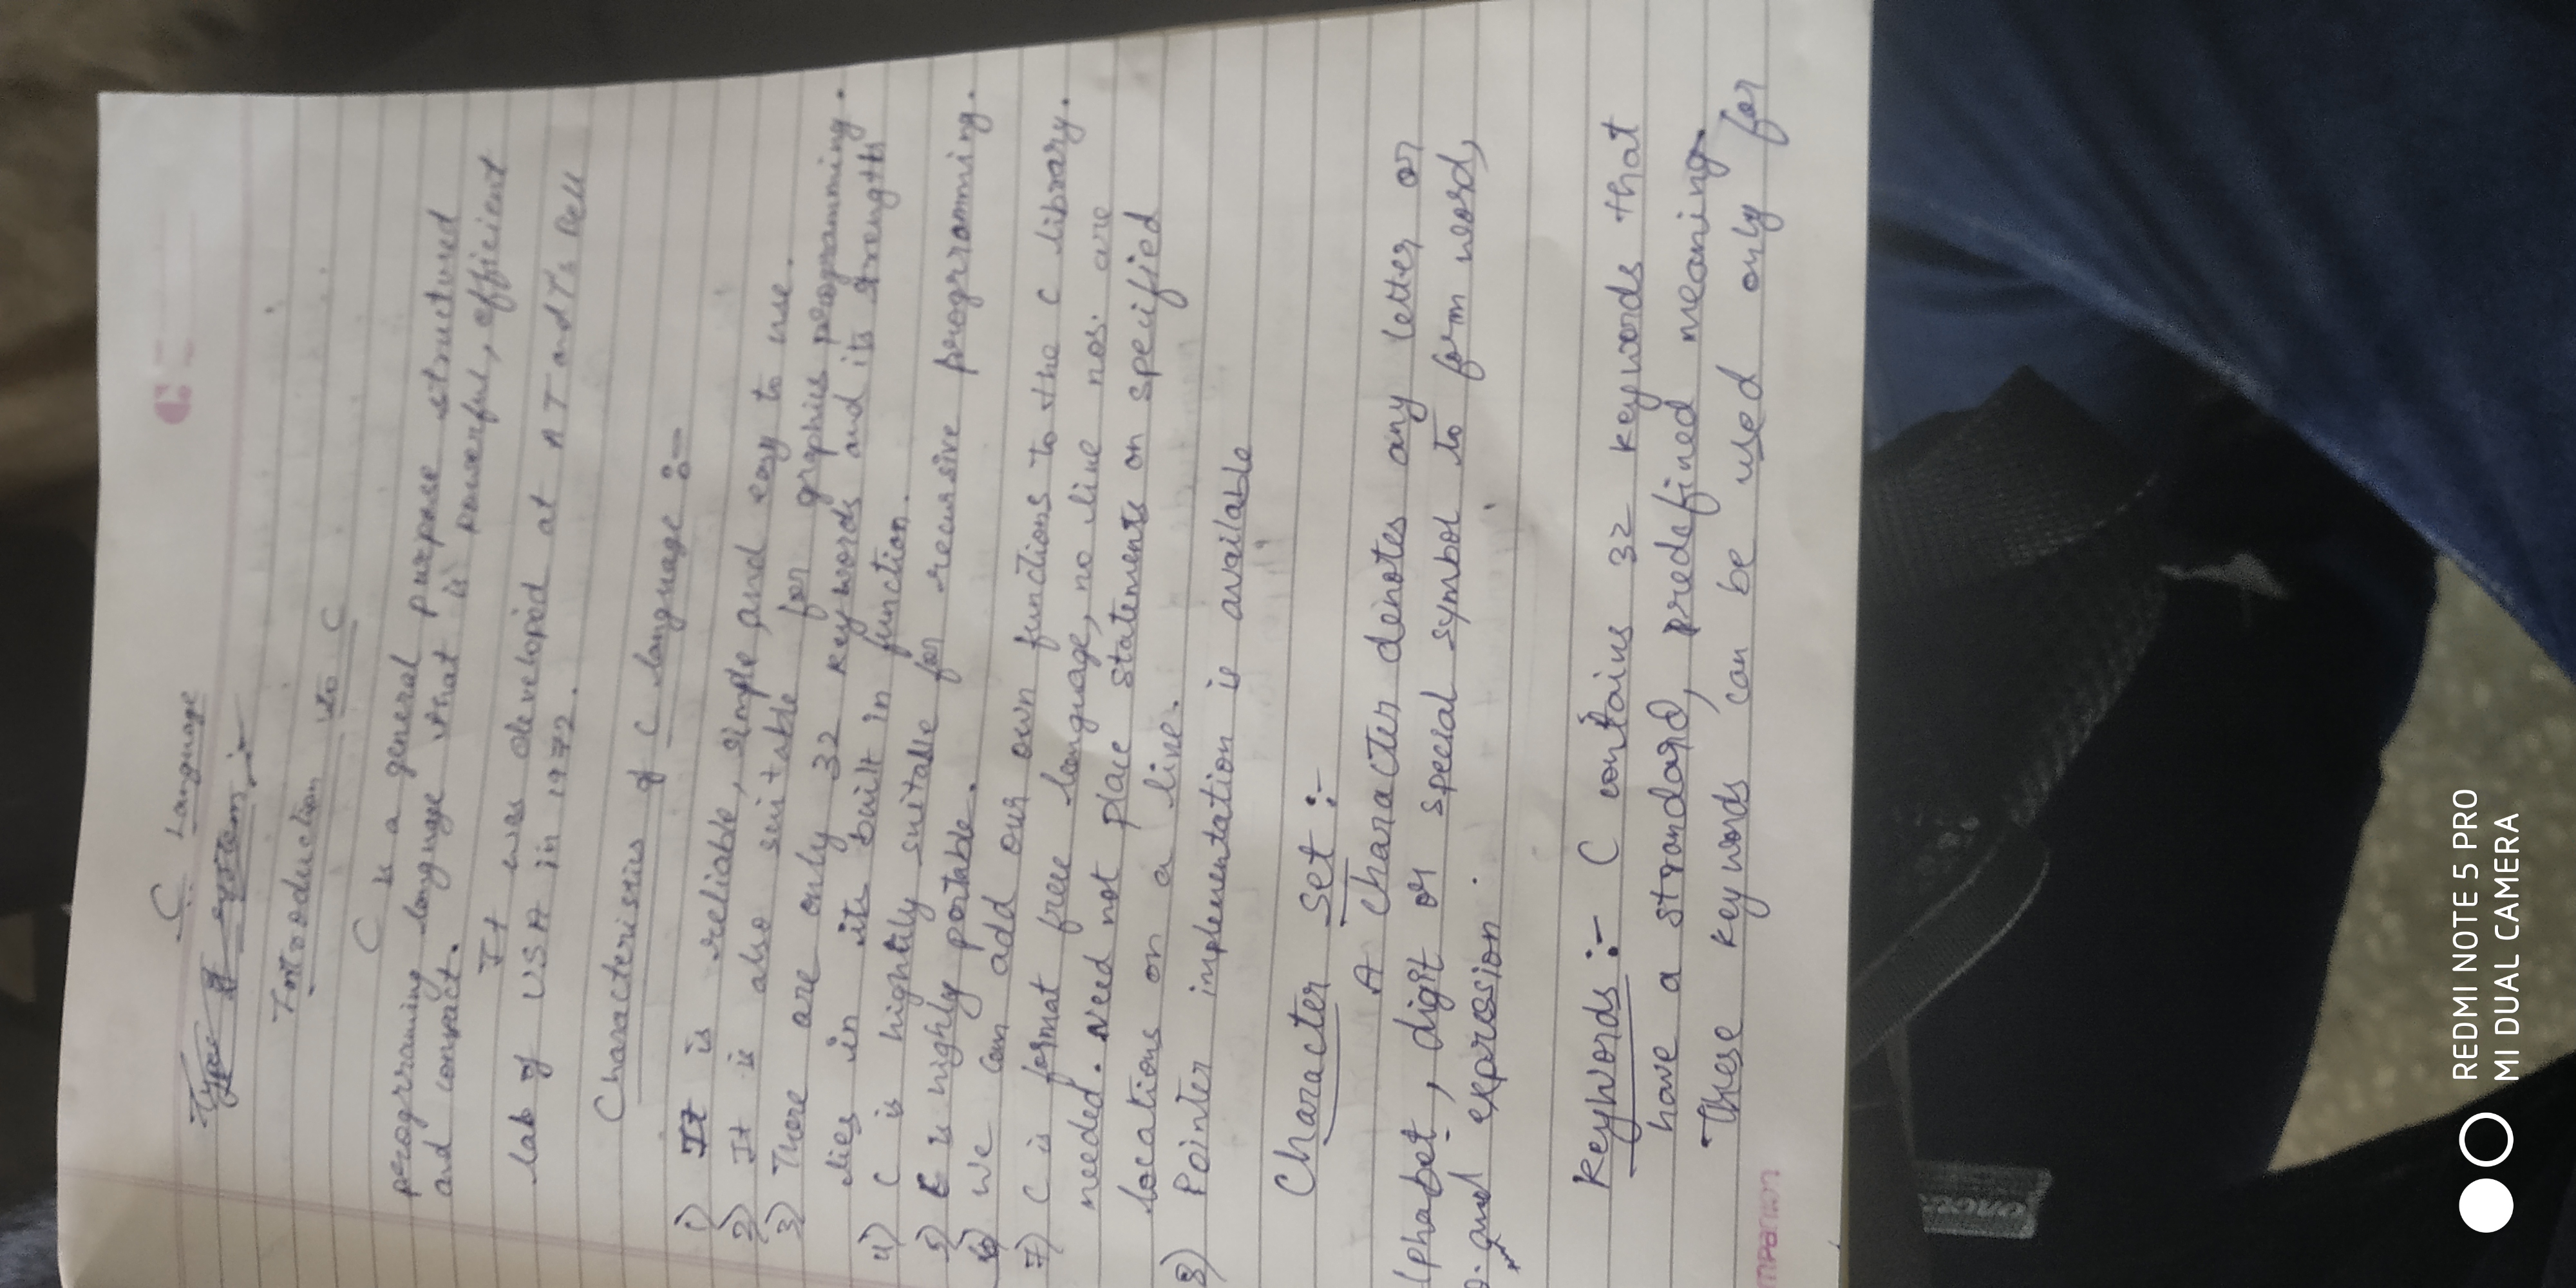 C Language
Types of system :-
Introduction to C
C is a general purpose structured
programing language that is powerful, efficient
and compact.
It was developed at AT and T's Bell
lab of USA in 1972.
Characteristics of C language :-
1) It is reliable, simple and easy to use.
2) It is also suitable for graphics programming.
3) There are only 32 keywords and its strength
lies in its built in function.
4) C is hightly suitable for recursive progrramming.
5) C is highly portable.
6) We can add our own functions to the C library.
7) C is format free language, no line nos. are
needed. Need not place statements on specified
locations on a line.
8) Pointer implementation is available
Character set :-
A character denotes any letter or
lphabet, digit or special symbol to form word,
o. and expression.
Keywords :- C contains 32 keywords that
have a strandard, predefined meaning
These keywords can be used only for
mpanion
REDMI NOTE 5 PRO
MI DUAL CAMERA